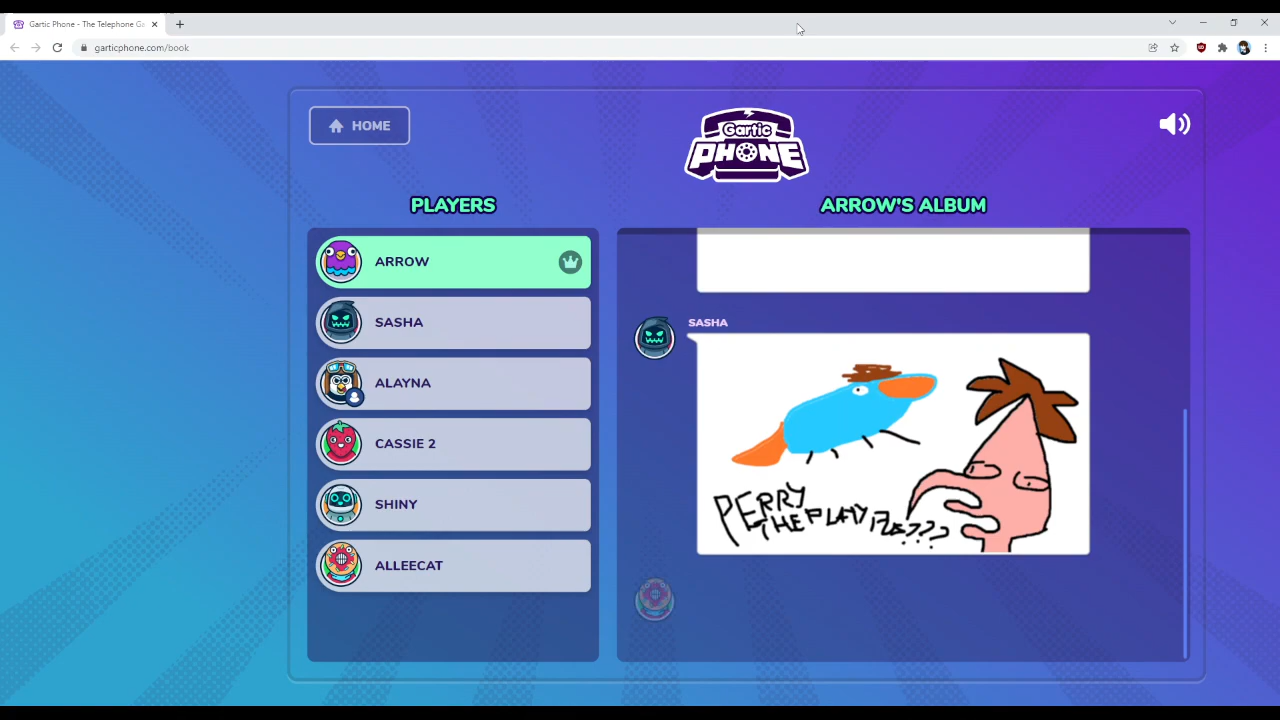 Gartic Phone - The Telephone Ga
garticphone.com/book
HOME
Gartic
PHONE
PLAYERS
ARROW'S ALBUM
ARROW
SASHA
ALAYNA
CASSIE 2
SHINY
ALLEECAT
SASHA
PERRY
THE PLATY